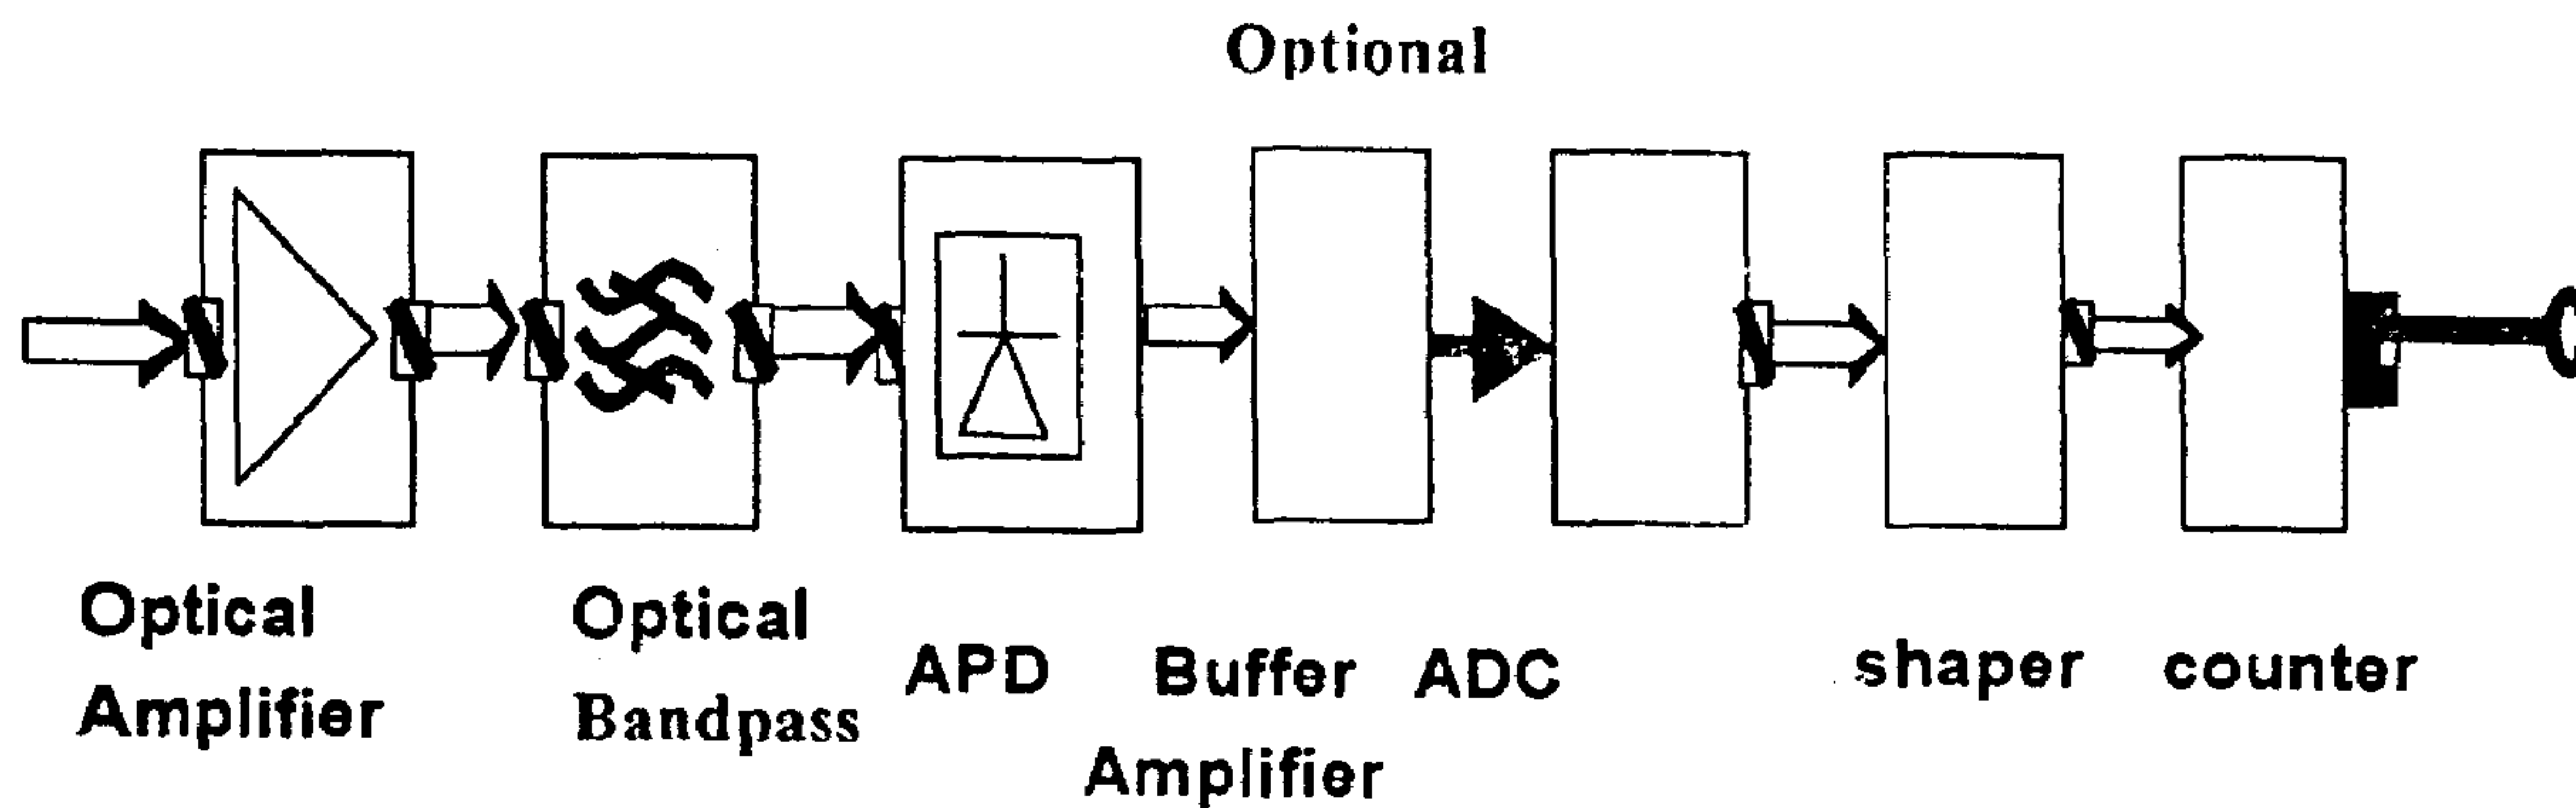 Optional
Optical
Amplifier
Optical
Bandpass
APD
Buffer
Amplifier
ADC
shaper
counter